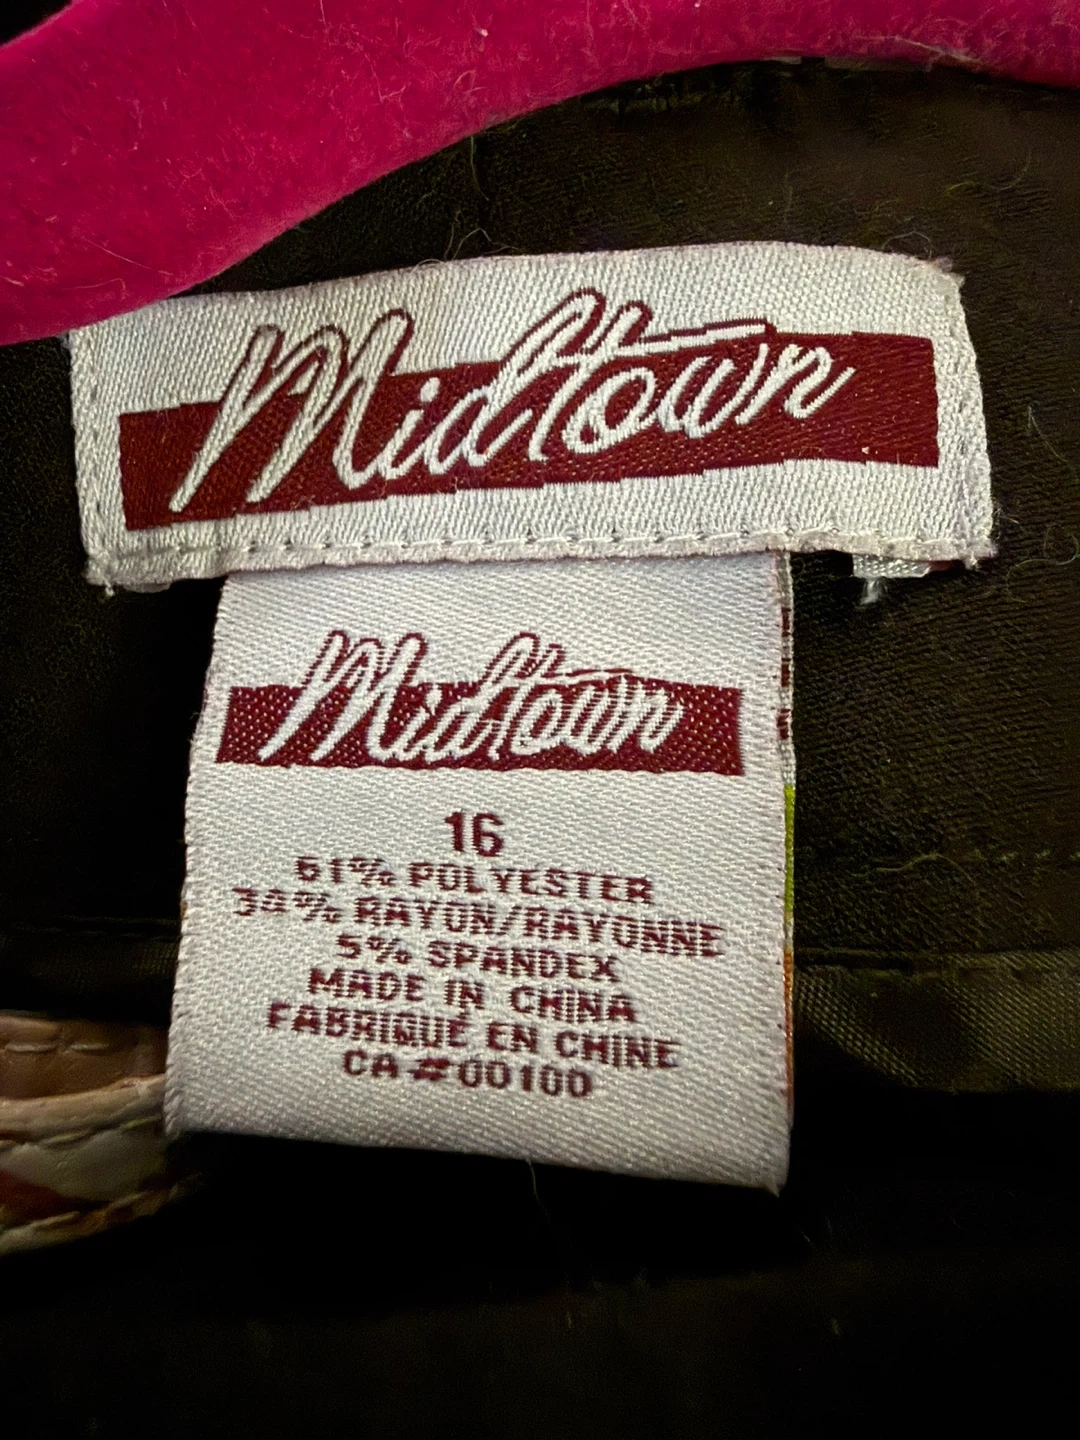 Midtown
Midtown
16
61% POLYESTER
34% RAYON/RAYONNE
5% SPANDEX
MADE IN CHINA
FABRIQUÉ EN CHINE
CA #00100